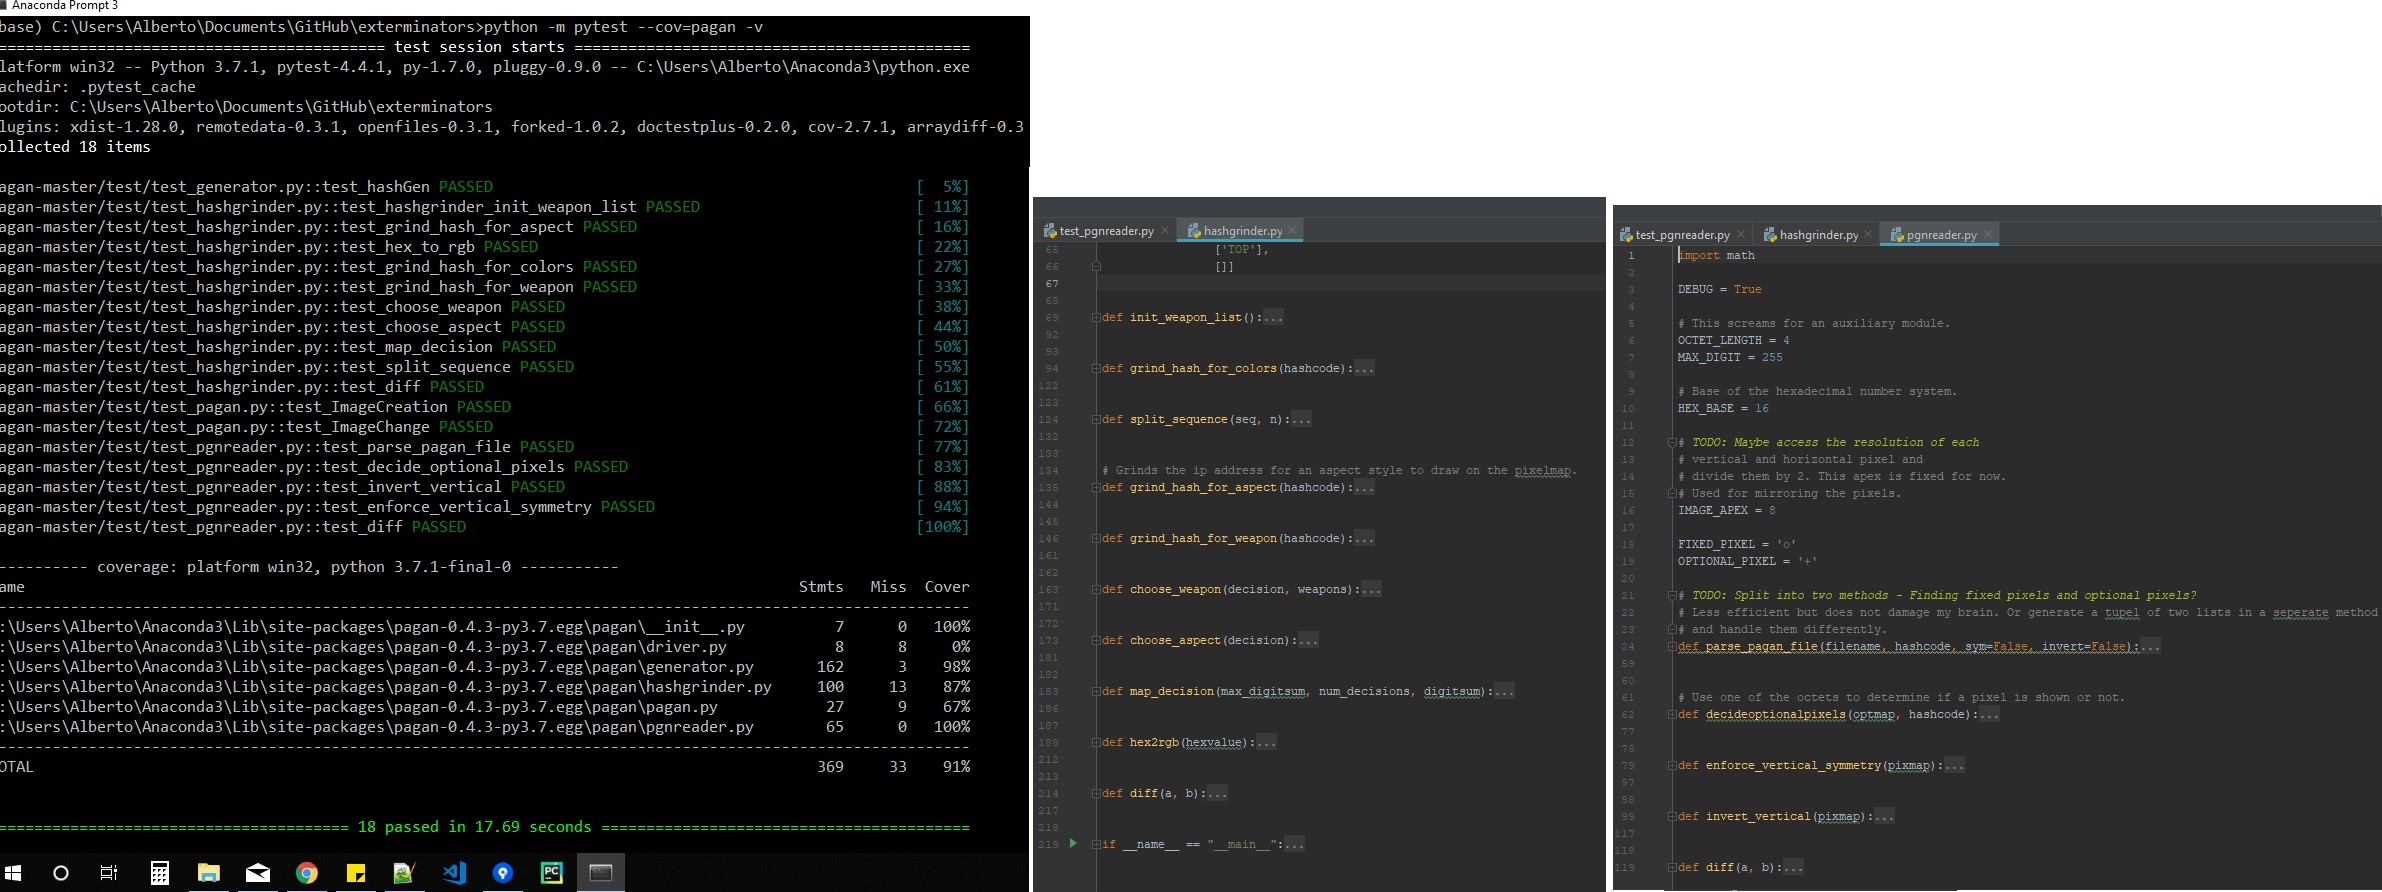 Anaconda Prompt 3
base) C:\Users\Alberto\Documents\GitHub\exterminators>python -m pytest --cov=pagan -v
========================================== test session starts ===========================================
latform win32 -- Python 3.7.1, pytest-4.4.1, py-1.7.0, pluggy-0.9.0 -- C:\Users\Alberto\Anaconda3\python.exe
achedir: .pytest_cache
ootdir: C:\Users\Alberto\Documents\GitHub\exterminators
lugins: xdist-1.28.0, remotedata-0.3.1, openfiles-0.3.1, forked-1.0.2, doctestplus-0.2.0, cov-2.7.1, arraydiff-0.3
ollected 18 items
agan-master/test/test_generator.py::test_hashGen PASSED [  5%]
agan-master/test/test_hashgrinder.py::test_hashgrinder_init_weapon_list PASSED [ 11%]
agan-master/test/test_hashgrinder.py::test_grind_hash_for_aspect PASSED [ 16%]
agan-master/test/test_hashgrinder.py::test_hex_to_rgb PASSED [ 22%]
agan-master/test/test_hashgrinder.py::test_grind_hash_for_colors PASSED [ 27%]
agan-master/test/test_hashgrinder.py::test_grind_hash_for_weapon PASSED [ 33%]
agan-master/test/test_hashgrinder.py::test_choose_weapon PASSED [ 38%]
agan-master/test/test_hashgrinder.py::test_choose_aspect PASSED [ 44%]
agan-master/test/test_hashgrinder.py::test_map_decision PASSED [ 50%]
agan-master/test/test_hashgrinder.py::test_split_sequence PASSED [ 55%]
agan-master/test/test_hashgrinder.py::test_diff PASSED [ 61%]
agan-master/test/test_pagan.py::test_ImageCreation PASSED [ 66%]
agan-master/test/test_pagan.py::test_ImageChange PASSED [ 72%]
agan-master/test/test_pgnreader.py::test_parse_pagan_file PASSED [ 77%]
agan-master/test/test_pgnreader.py::test_decide_optional_pixels PASSED [ 83%]
agan-master/test/test_pgnreader.py::test_invert_vertical PASSED [ 88%]
agan-master/test/test_pgnreader.py::test_enforce_vertical_symmetry PASSED [ 94%]
agan-master/test/test_pgnreader.py::test_diff PASSED [100%]
---------- coverage: platform win32, python 3.7.1-final-0 -----------
ame Stmts Miss Cover
------------------------------------------------------------------------------------------------------------
:\Users\Alberto\Anaconda3\Lib\site-packages\pagan-0.4.3-py3.7.egg\pagan\__init__.py 7 0 100%
:\Users\Alberto\Anaconda3\Lib\site-packages\pagan-0.4.3-py3.7.egg\pagan\driver.py 8 8 0%
:\Users\Alberto\Anaconda3\Lib\site-packages\pagan-0.4.3-py3.7.egg\pagan\generator.py 162 3 98%
:\Users\Alberto\Anaconda3\Lib\site-packages\pagan-0.4.3-py3.7.egg\pagan\hashgrinder.py 100 13 87%
:\Users\Alberto\Anaconda3\Lib\site-packages\pagan-0.4.3-py3.7.egg\pagan\pagan.py 27 9 67%
:\Users\Alberto\Anaconda3\Lib\site-packages\pagan-0.4.3-py3.7.egg\pagan\pgnreader.py 65 0 100%
------------------------------------------------------------------------------------------------------------
OTAL 369 33 91%
======================================= 18 passed in 17.69 seconds =========================================
PC
test_pgnreader.py hashgrinder.py
65 ['TOP'],
66 []]
67
68
69 def init_weapon_list():...
92
93
94 def grind_hash_for_colors(hashcode):...
122
123
124 def split_sequence(seq, n):...
132
133
134 # Grinds the ip address for an aspect style to draw on the pixelmap.
135 def grind_hash_for_aspect(hashcode):...
144
145
146 def grind_hash_for_weapon(hashcode):...
161
162
163 def choose_weapon(decision, weapons):...
171
172
173 def choose_aspect(decision):...
181
182
183 def map_decision(max_digitsum, num_decisions, digitsum):...
186
187
188 def hex2rgb(hexvalue):...
212
213
214 def diff(a, b):...
217
218
219 if __name__ == "__main__":...
test_pgnreader.py hashgrinder.py pgnreader.py
1 import math
2
3 DEBUG = True
4
5 # This screams for an auxiliary module.
6 OCTET_LENGTH = 4
7 MAX_DIGIT = 255
8
9 # Base of the hexadecimal number system.
10 HEX_BASE = 16
11
12 # TODO: Maybe access the resolution of each
13 # vertical and horizontal pixel and
14 # divide them by 2. This apex is fixed for now.
15 # Used for mirroring the pixels.
16 IMAGE_APEX = 8
17
18 FIXED_PIXEL = 'o'
19 OPTIONAL_PIXEL = '+'
20
21 # TODO: Split into two methods - Finding fixed pixels and optional pixels?
22 # Less efficient but does not damage my brain. Or generate a tupel of two lists in a seperate method
23 # and handle them differently.
24 def parse_pagan_file(filename, hashcode, sym=False, invert=False):...
59
60
61 # Use one of the octets to determine if a pixel is shown or not.
62 def decideoptionalpixels(optmap, hashcode):...
77
78
79 def enforce_vertical_symmetry(pixmap):...
97
98
99 def invert_vertical(pixmap):...
117
118
119 def diff(a, b):...